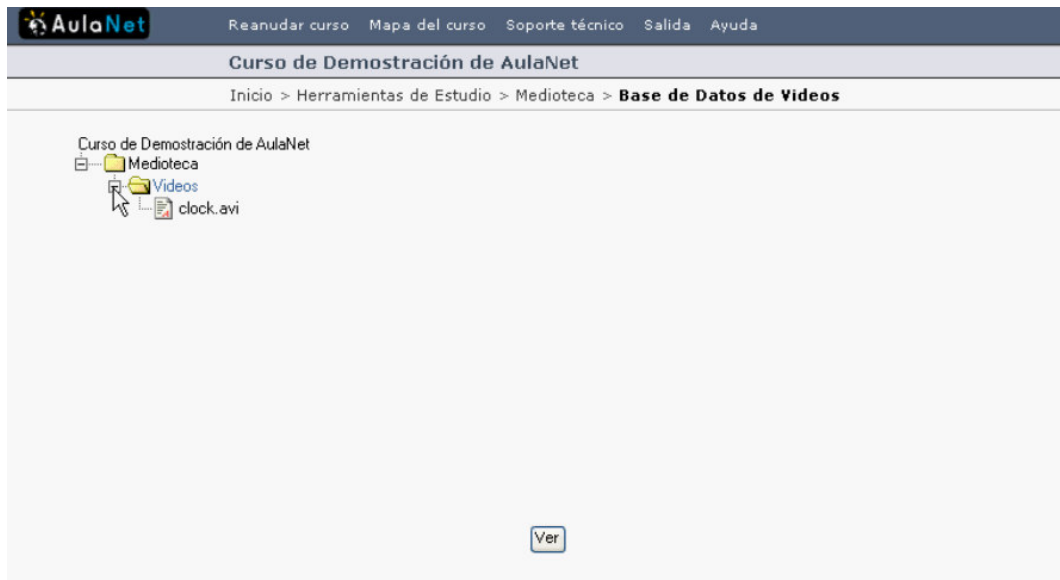 AulaNet Reanudar curso Mapa del curso Soporte técnico Salida Ayuda
Curso de Demostración de AulaNet
Inicio > Herramientas de Estudio > Medioteca > Base de Datos de Videos
Curso de Demostración de AulaNet
Medioteca
Videos
clock.avi
Ver